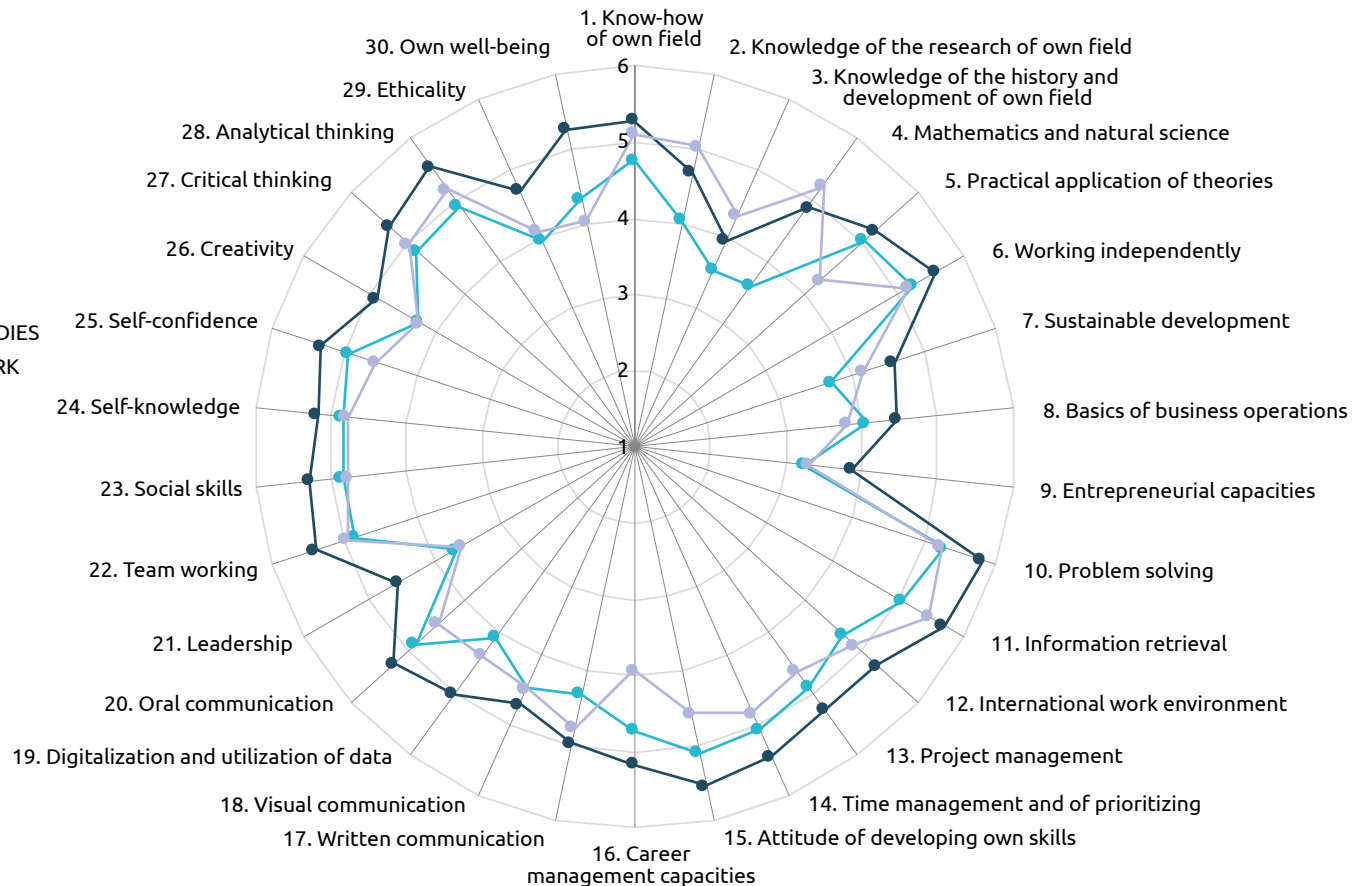 1. Know-how
of own field
2. Knowledge of the research of own field
3. Knowledge of the history and
development of own field
4. Mathematics and natural science
5. Practical application of theories
6. Working independently
7. Sustainable development
8. Basics of business operations
9. Entrepreneurial capacities
10. Problem solving
11. Information retrieval
12. International work environment
13. Project management
14. Time management and of prioritizing
15. Attitude of developing own skills
16. Career
management capacities
17. Written communication
18. Visual communication
19. Digitalization and utilization of data
20. Oral communication
21. Leadership
22. Team working
23. Social skills
24. Self-knowledge
25. Self-confidence
26. Creativity
27. Critical thinking
28. Analytical thinking
29. Ethicality
30. Own well-being
6
5
4
3
2
1
DIES
RK